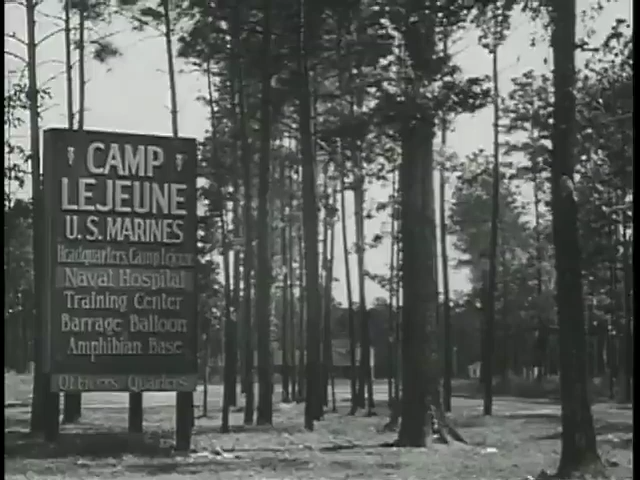 CAMP
LEJEUNE
U.S. MARINES
Headquarters, Camp Lejeune
Naval Hospital
Training Center
Barrage Balloon
Amphibian Base
Officers Quarters